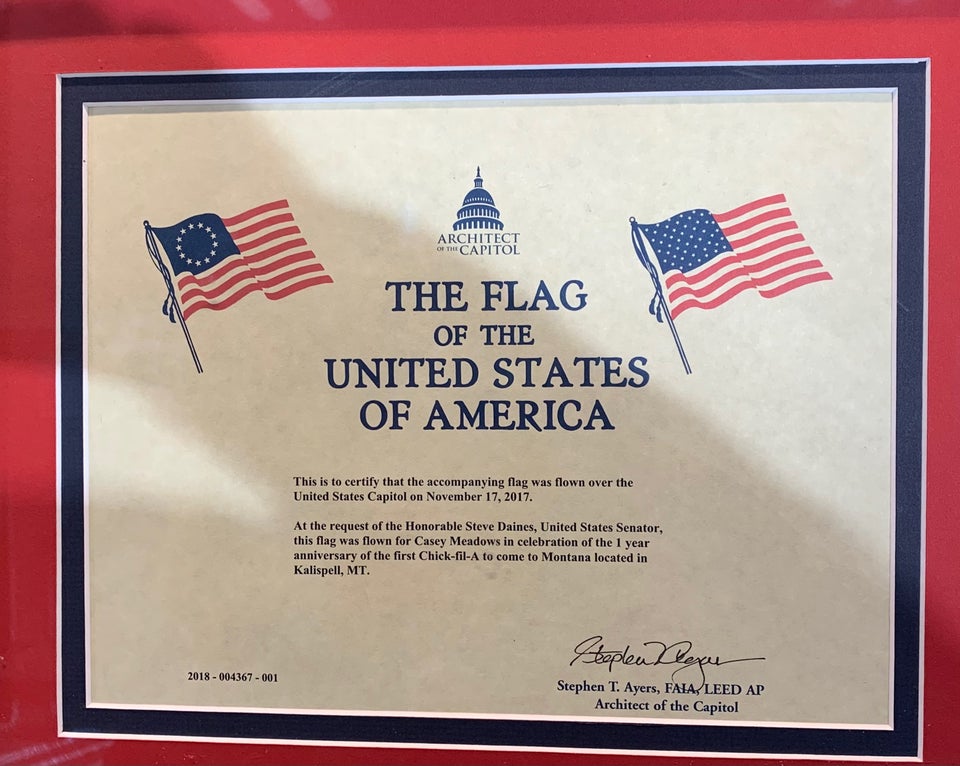 ARCHITECT
OF THE CAPITOL
THE FLAG
OF THE
UNITED STATES
OF AMERICA
This is to certify that the accompanying flag was flown over the
United States Capitol on November 17, 2017.
At the request of the Honorable Steve Daines, United States Senator,
this flag was flown for Casey Meadows in celebration of the 1 year
anniversary of the first Chick-fil-A to come to Montana located in
Kalispell, MT.
2018 - 004367 - 001
Stephen T. Ayers
Stephen T. Ayers, FAIA, LEED AP
Architect of the Capitol